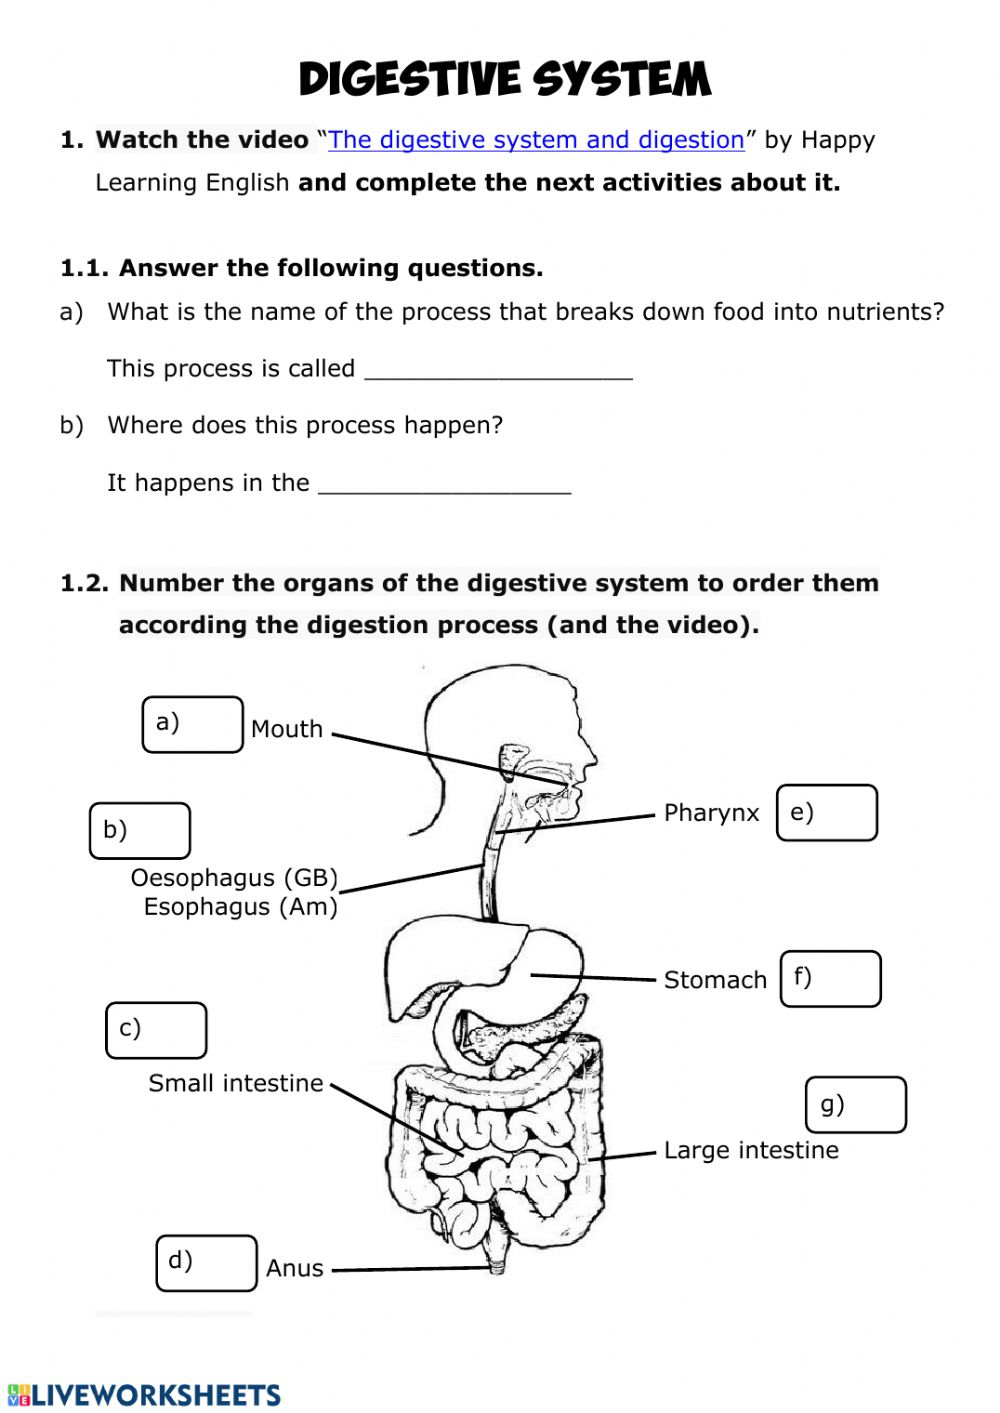 DIGESTIVE SYSTEM
1. Watch the video “The digestive system and digestion” by Happy
Learning English and complete the next activities about it.
1.1. Answer the following questions.
a) What is the name of the process that breaks down food into nutrients?
This process is called ___________________
b) Where does this process happen?
It happens in the __________________
1.2. Number the organs of the digestive system to order them
according the digestion process (and the video).
a) Mouth
Pharynx e)
b)
Oesophagus (GB)
Esophagus (Am)
Stomach f)
c)
Small intestine
g)
Large intestine
d) Anus
LIVE LIVEWORKSHEETS